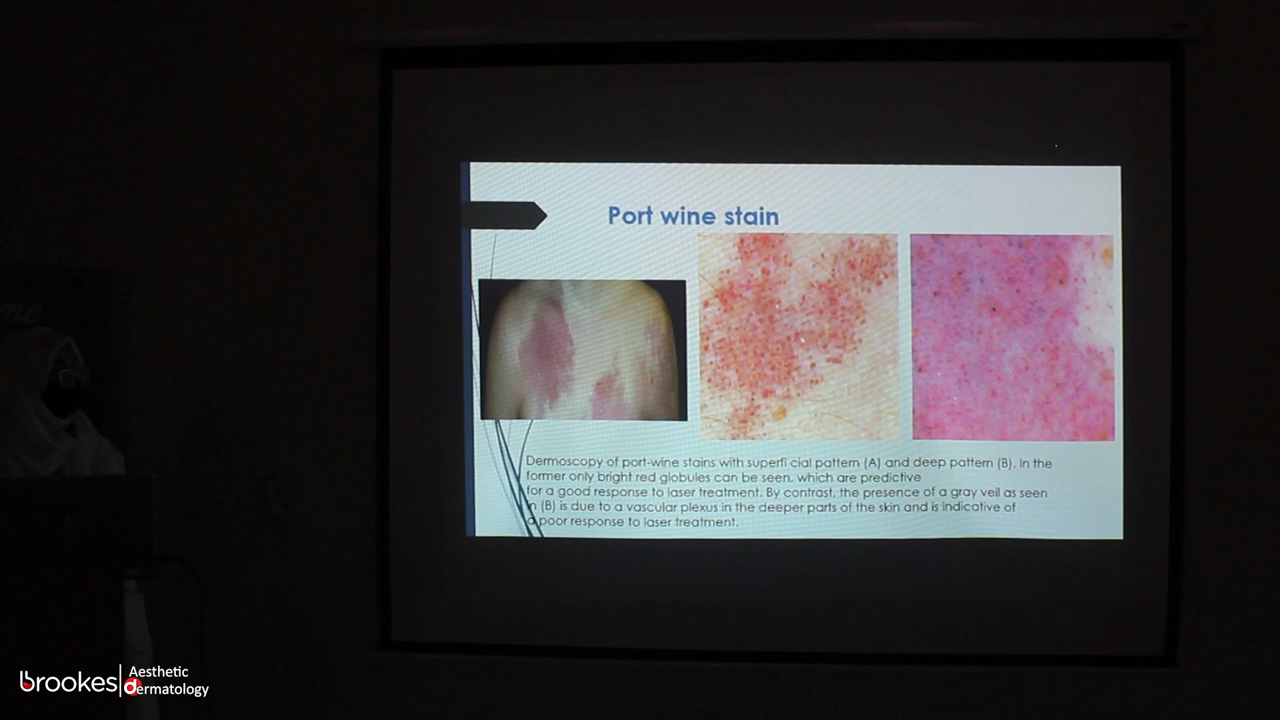 Port wine stain
Dermoscopy of port-wine stains with superfi cial pattern (A) and deep pattern (B). In the
former only bright red globules can be seen, which are predictive
for a good response to laser treatment. By contrast, the presence of a gray veil as seen
in (B) is due to a vascular plexus in the deeper parts of the skin and is indicative of
a poor response to laser treatment.
brookes
Aesthetic
dermatology